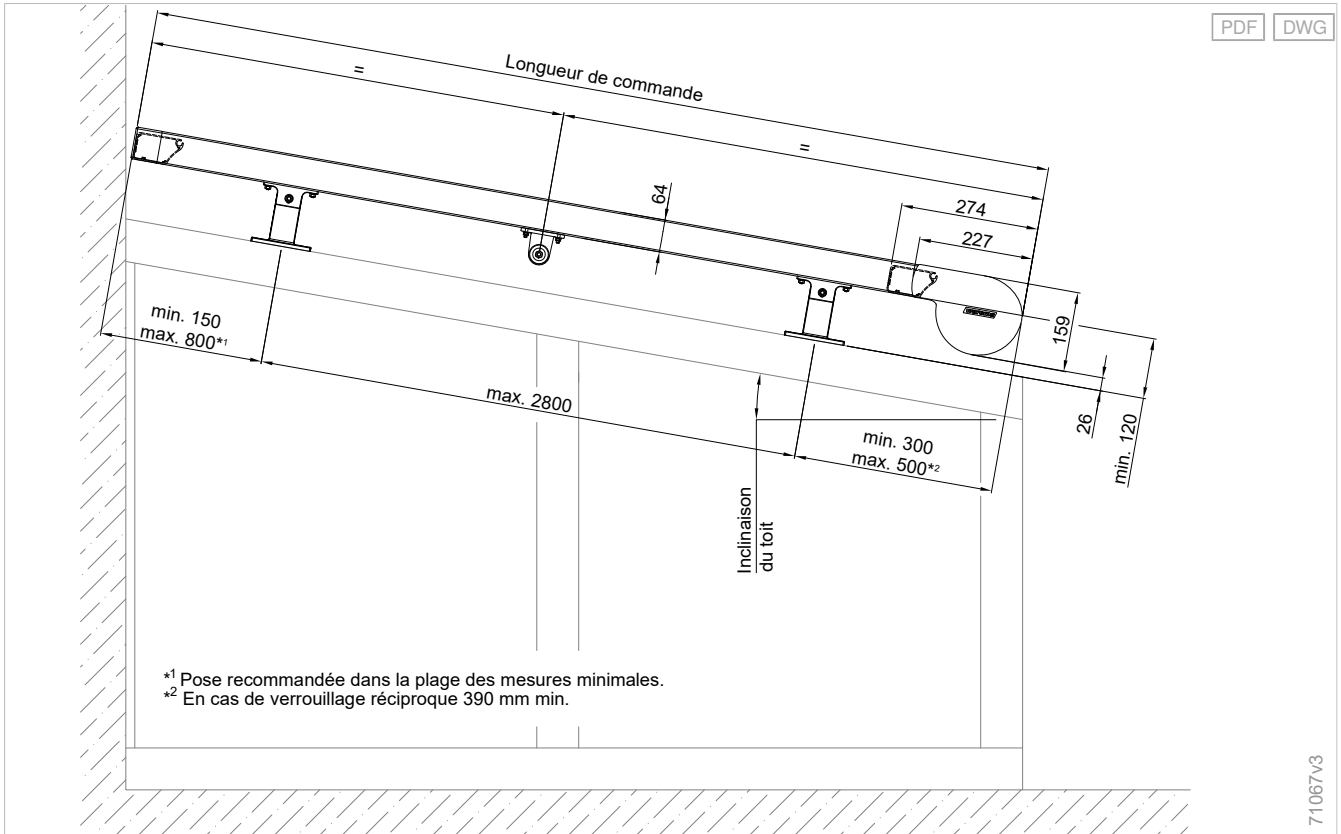 PDF DWG
Longueur de commande
=
=
64
274
227
159
26
min. 120
min. 150
max. 800*1
max. 2800
min. 300
max. 500*2
Inclinaison
du toit
*1 Pose recommandée dans la plage des mesures minimales.
*2 En cas de verrouillage réciproque 390 mm min.
71067v3